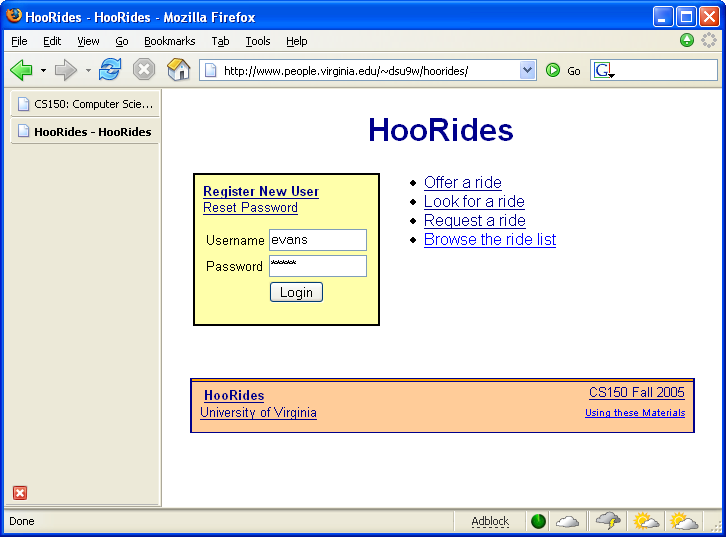 HooRides - HooRides - Mozilla Firefox
File Edit View Go Bookmarks Tab Tools Help
http://www.people.virginia.edu/~dsu9w/hoorides/ Go G
CS150: Computer Scie...
HooRides - HooRides
HooRides
Register New User
Reset Password
Username evans
Password *****
Login
Offer a ride
Look for a ride
Request a ride
Browse the ride list
HooRides
University of Virginia
CS150 Fall 2005
Using these Materials
Done Adblock